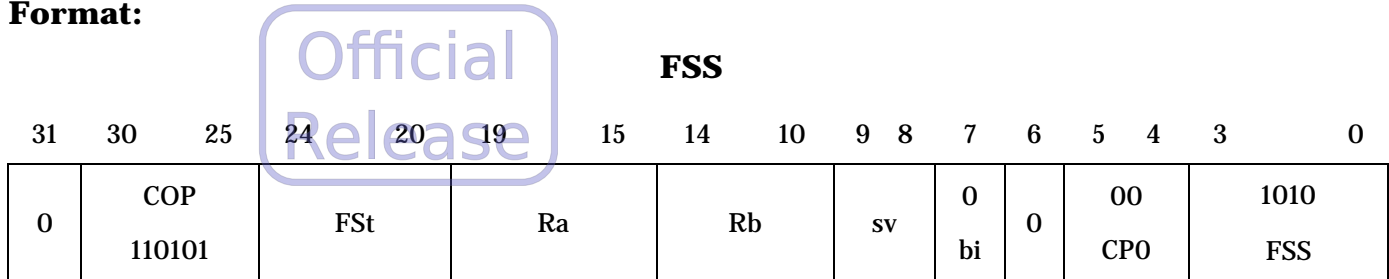 Format:
Official
Release
FSS
31 30 25 24 20 19 15 14 10 9 8 7 6 5 4 3 0
0 COP 110101 FSt Ra Rb sv 0 bi 0 00 CP0 1010 FSS